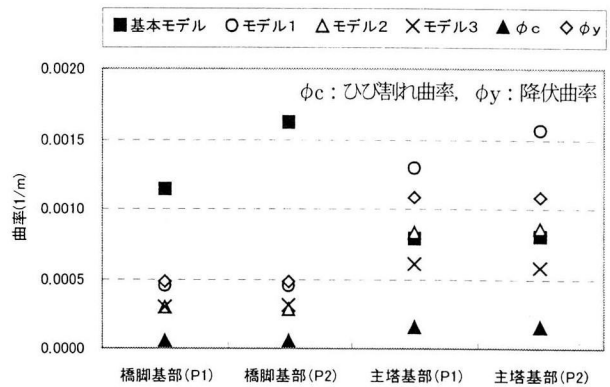 ■基本モデル ○モデル1 △モデル2 ×モデル3 ▲φc ◇φy
φc：ひび割れ曲率，φy：降伏曲率
曲率(1/m)
0.0020
0.0015
0.0010
0.0005
0.0000
橋脚基部(P1) 橋脚基部(P2) 主塔基部(P1) 主塔基部(P2)